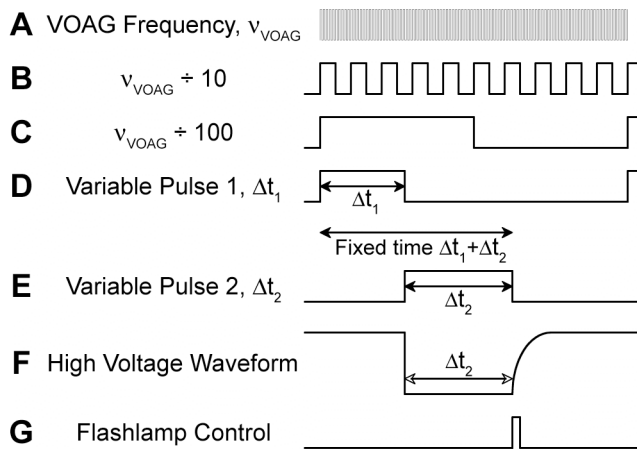 A VOAG Frequency, νVOAG
B νVOAG ÷ 10
C νVOAG ÷ 100
D Variable Pulse 1, Δt1
Δt1
Fixed time Δt1+Δt2
E Variable Pulse 2, Δt2
Δt2
F High Voltage Waveform
Δt2
G Flashlamp Control